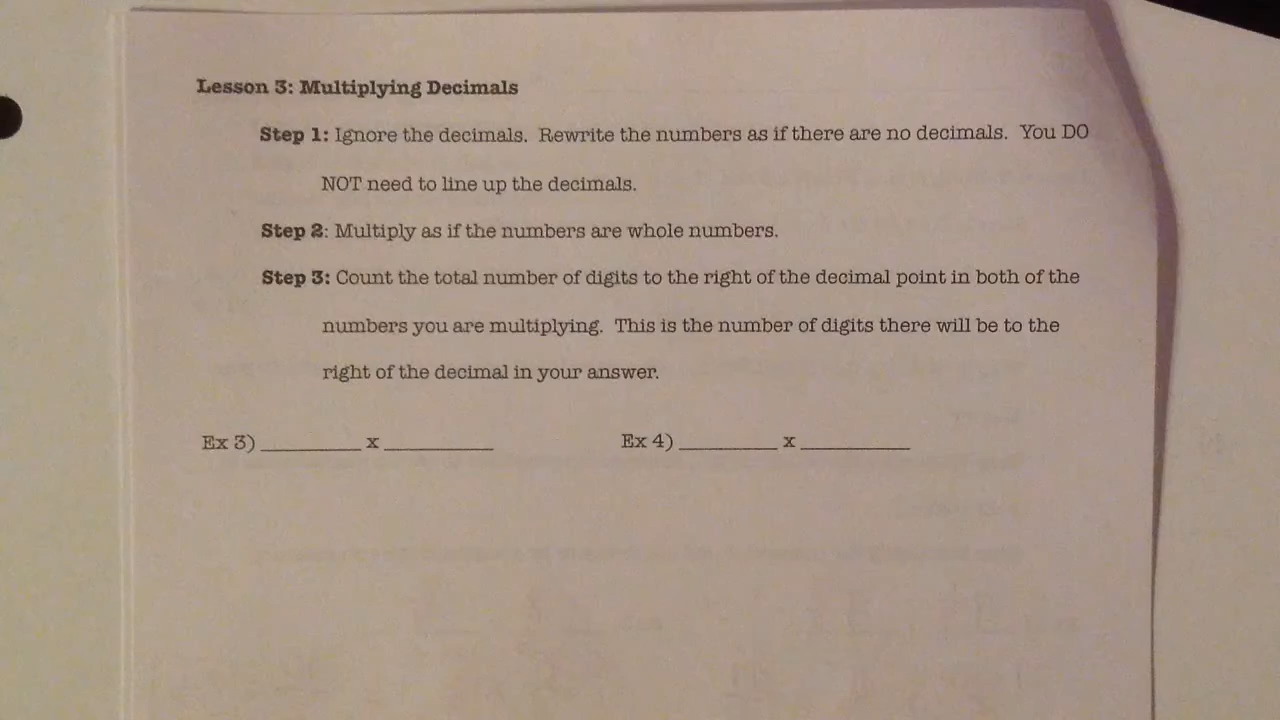 Lesson 3: Multiplying Decimals
Step 1: Ignore the decimals. Rewrite the numbers as if there are no decimals. You DO
NOT need to line up the decimals.
Step 2: Multiply as if the numbers are whole numbers.
Step 3: Count the total number of digits to the right of the decimal point in both of the
numbers you are multiplying. This is the number of digits there will be to the
right of the decimal in your answer.
Ex 3) __________ x ___________ Ex 4) __________ x ___________